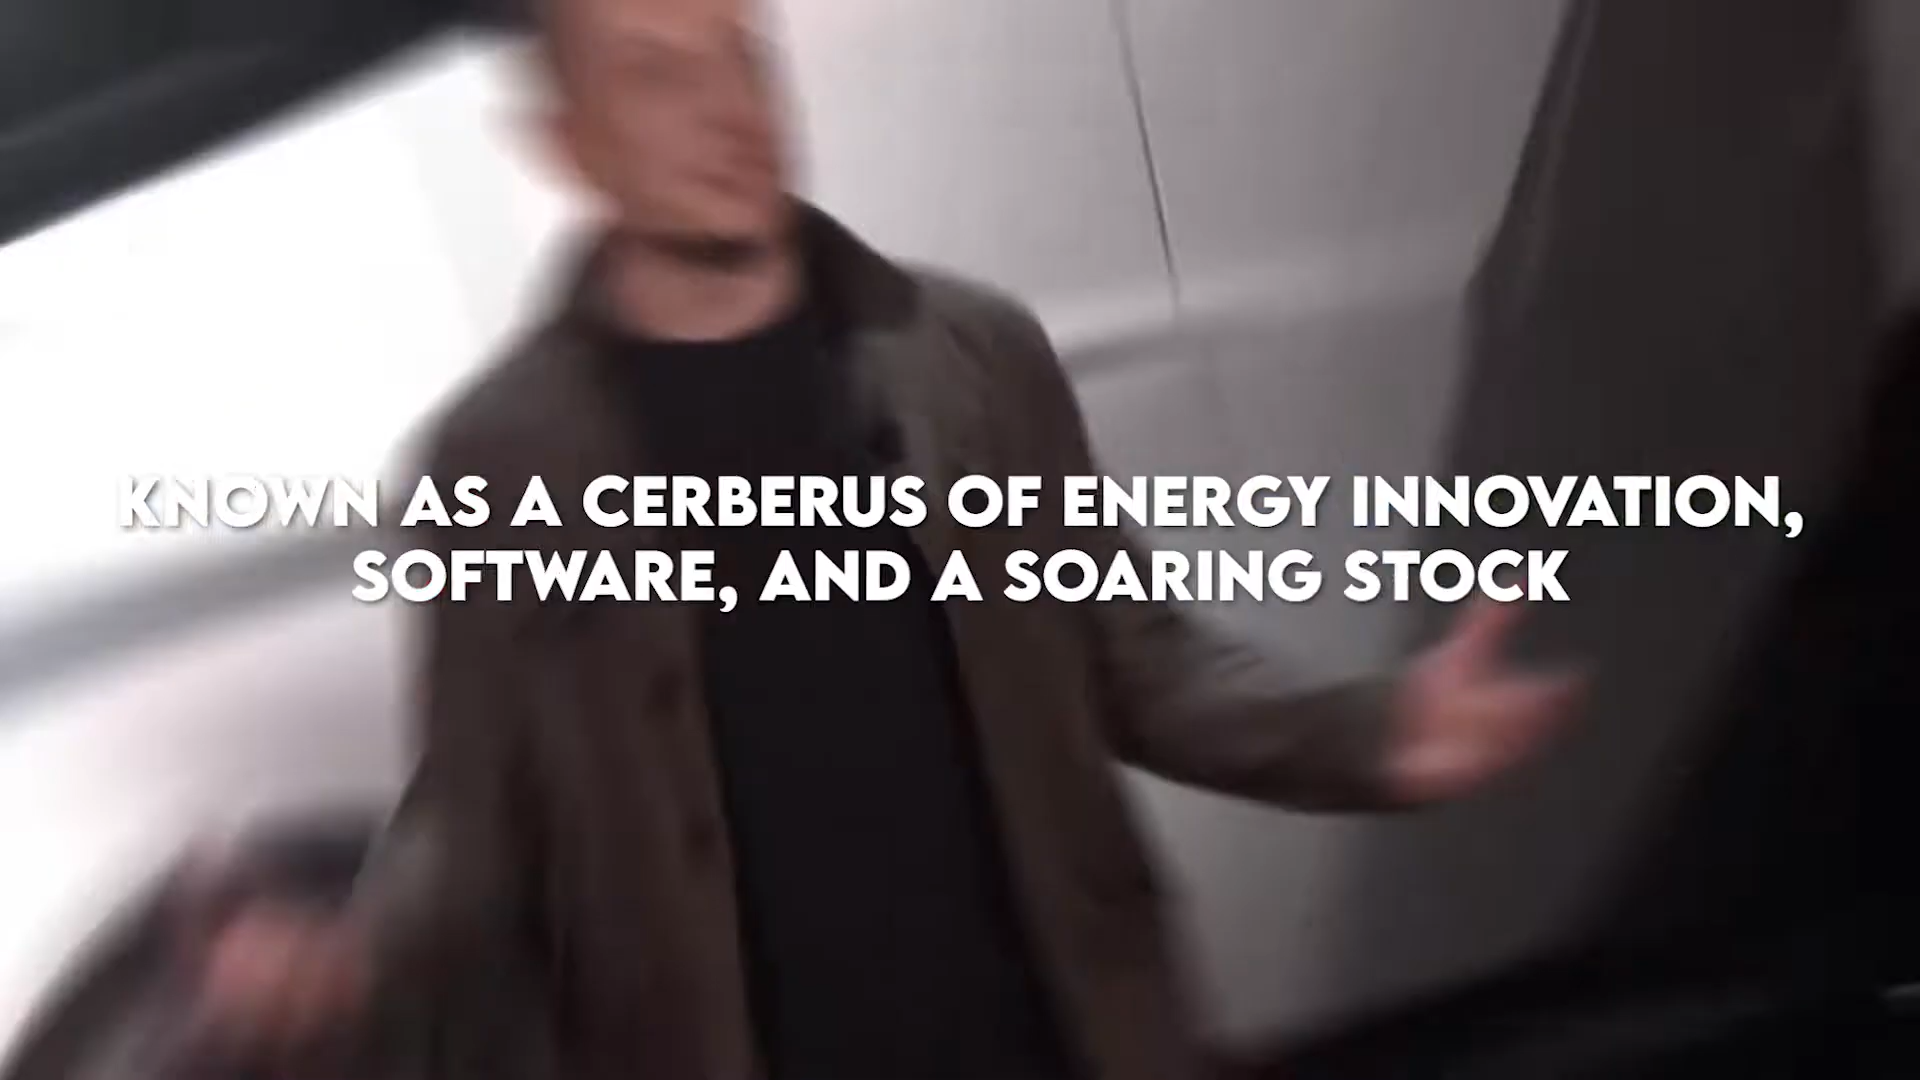 KNOWN AS A CERBERUS OF ENERGY INNOVATION,
SOFTWARE, AND A SOARING STOCK